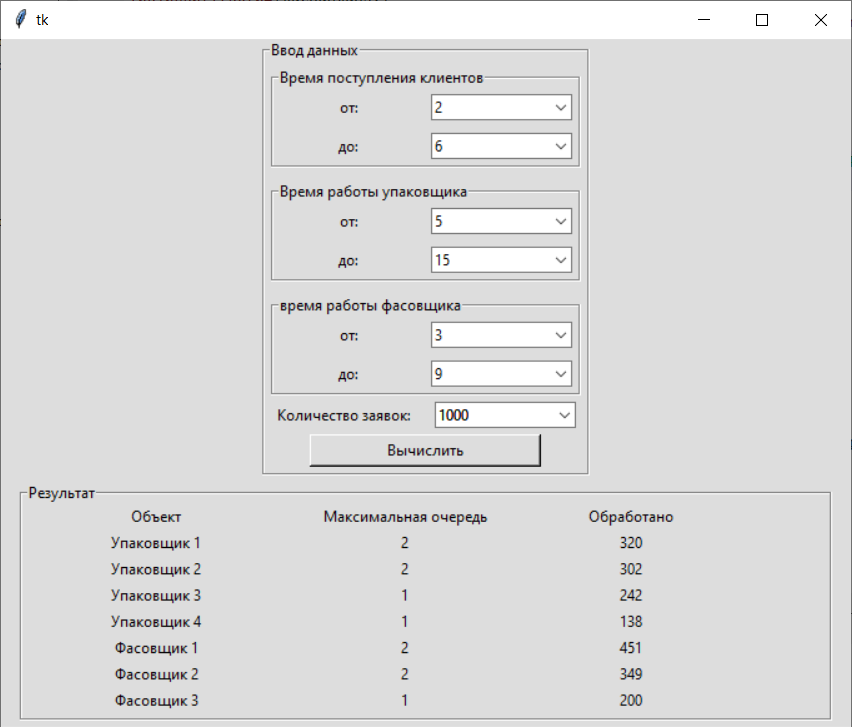 tk
Ввод данных
Время поступления клиентов
от: 2
до: 6
Время работы упаковщика
от: 5
до: 15
время работы фасовщика
от: 3
до: 9
Количество заявок: 1000
Вычислить
Результат
Объект Максимальная очередь Обработано
Упаковщик 1 2 320
Упаковщик 2 2 302
Упаковщик 3 1 242
Упаковщик 4 1 138
Фасовщик 1 2 451
Фасовщик 2 2 349
Фасовщик 3 1 200